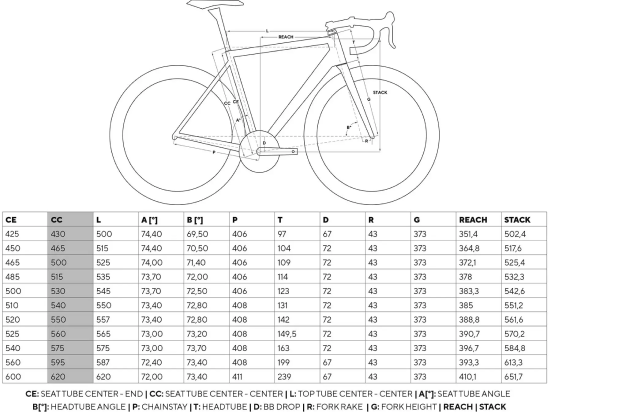 L
REACH
T
STACK
CC
CE
A°
G
B°
D
R
P
O
CE CC L A [°] B [°] P T D R G REACH STACK
425 430 500 74,40 69,50 406 97 67 43 373 351,4 502,4
450 465 515 74,40 70,50 406 104 72 43 373 364,8 517,6
465 500 525 74,00 71,40 406 109 72 43 373 372,1 525,4
485 515 535 73,70 72,00 406 114 72 43 373 378 532,3
500 530 545 73,70 72,50 406 123 72 43 373 383,3 542,6
510 540 550 73,40 72,80 408 131 72 43 373 385 551,2
520 550 557 73,40 72,80 408 142 72 43 373 388,8 561,6
525 560 565 73,00 73,20 408 149,5 72 43 373 390,7 570,2
540 575 575 73,00 73,70 408 163 72 43 373 396,7 584,8
560 595 587 72,40 73,40 408 199 67 43 373 393,3 613,3
600 620 620 72,00 73,40 411 239 67 43 373 410,1 651,7
CE: SEAT TUBE CENTER - END | CC: SEAT TUBE CENTER - CENTER | L: TOP TUBE CENTER - CENTER | A[°]: SEAT TUBE ANGLE
B[°]: HEAD TUBE ANGLE | P: CHAINSTAY | T: HEADTUBE | D: BB DROP | R: FORK RAKE | G: FORK HEIGHT | REACH | STACK